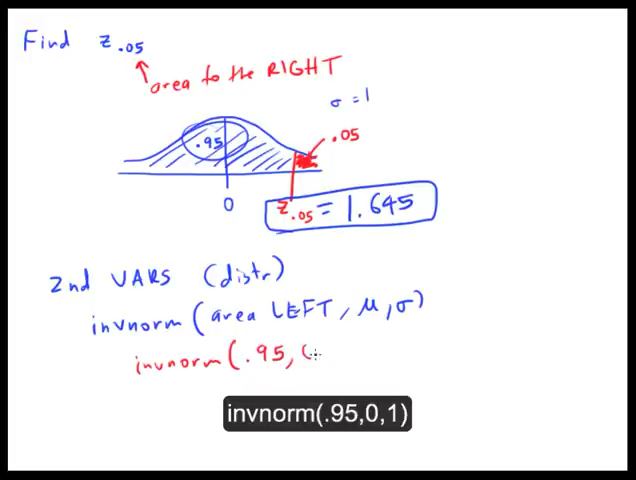 Find z.05
area to the RIGHT
σ = 1
.95
.05
0
z.05 = 1.645
2nd VARS (distr)
invnorm(area LEFT, μ, σ)
invnorm(.95, (
invnorm(.95,0,1)